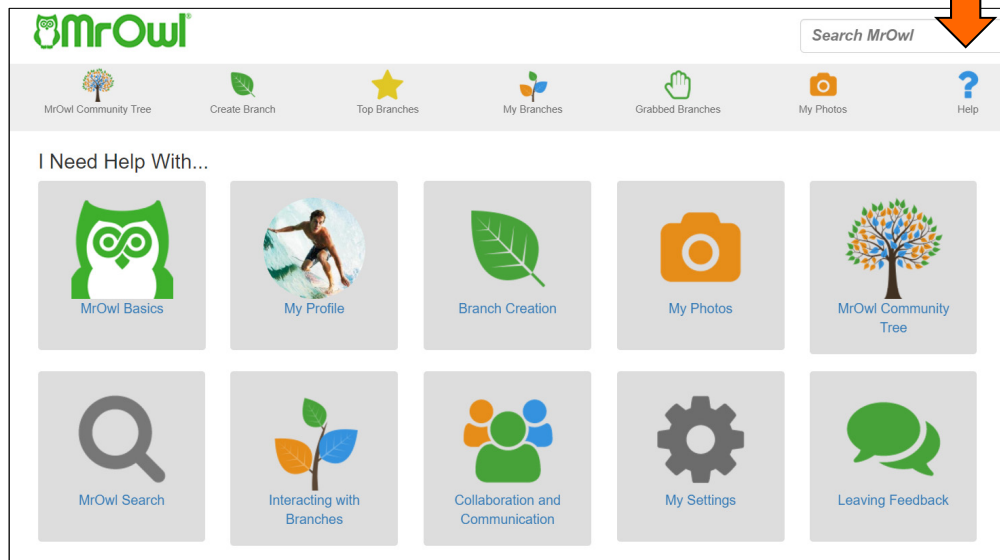 MrOwl®
Search MrOwl
MrOwl Community Tree
Create Branch
Top Branches
My Branches
Grabbed Branches
My Photos
?
Help
I Need Help With...
MrOwl Basics
My Profile
Branch Creation
My Photos
MrOwl Community
Tree
MrOwl Search
Interacting with
Branches
Collaboration and
Communication
My Settings
Leaving Feedback